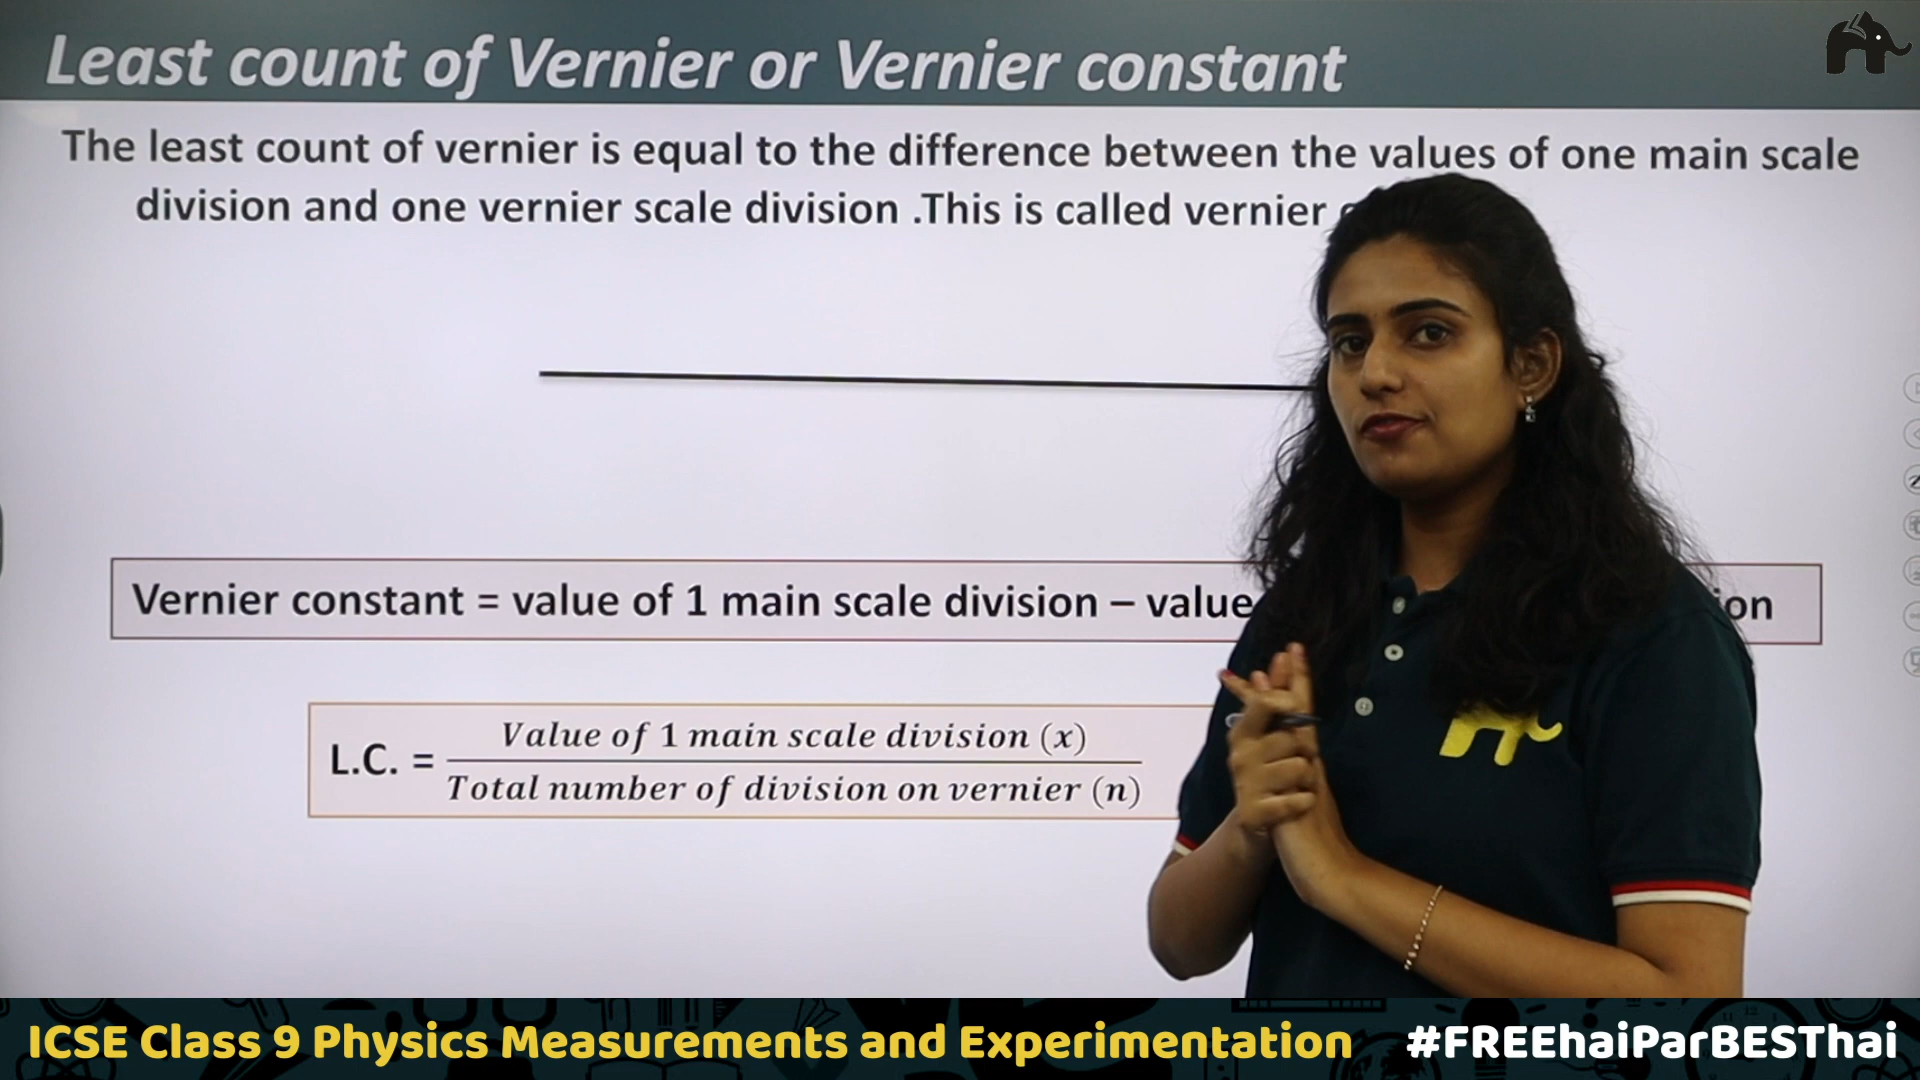 Least count of Vernier or Vernier constant
The least count of vernier is equal to the difference between the values of one main scale
division and one vernier scale division .This is called vernier
Vernier constant = value of 1 main scale division – value on
L.C. = Value of 1 main scale division (x)
Total number of division on vernier (n)
ICSE Class 9 Physics Measurements and Experimentation #FREEhaiParBESThai